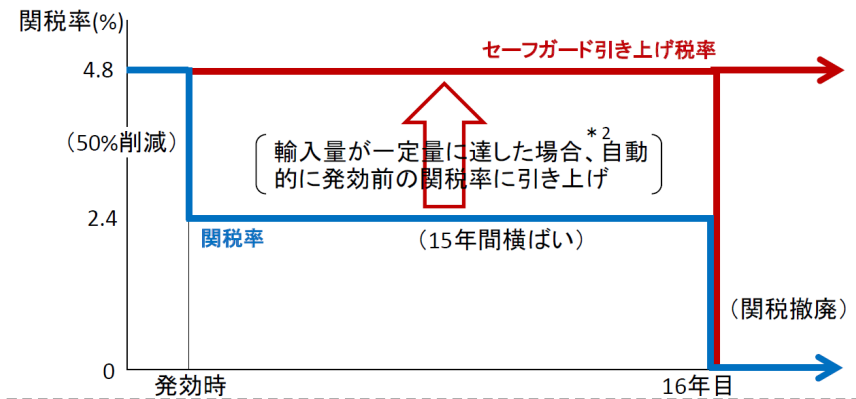 関税率(%)
セーフガード引き上げ税率
4.8
（50%削減）
輸入量が一定量に達した場合、*2自動
的に発効前の関税率に引き上げ
2.4
関税率
（15年間横ばい）
（関税撤廃）
0
発効時
16年目